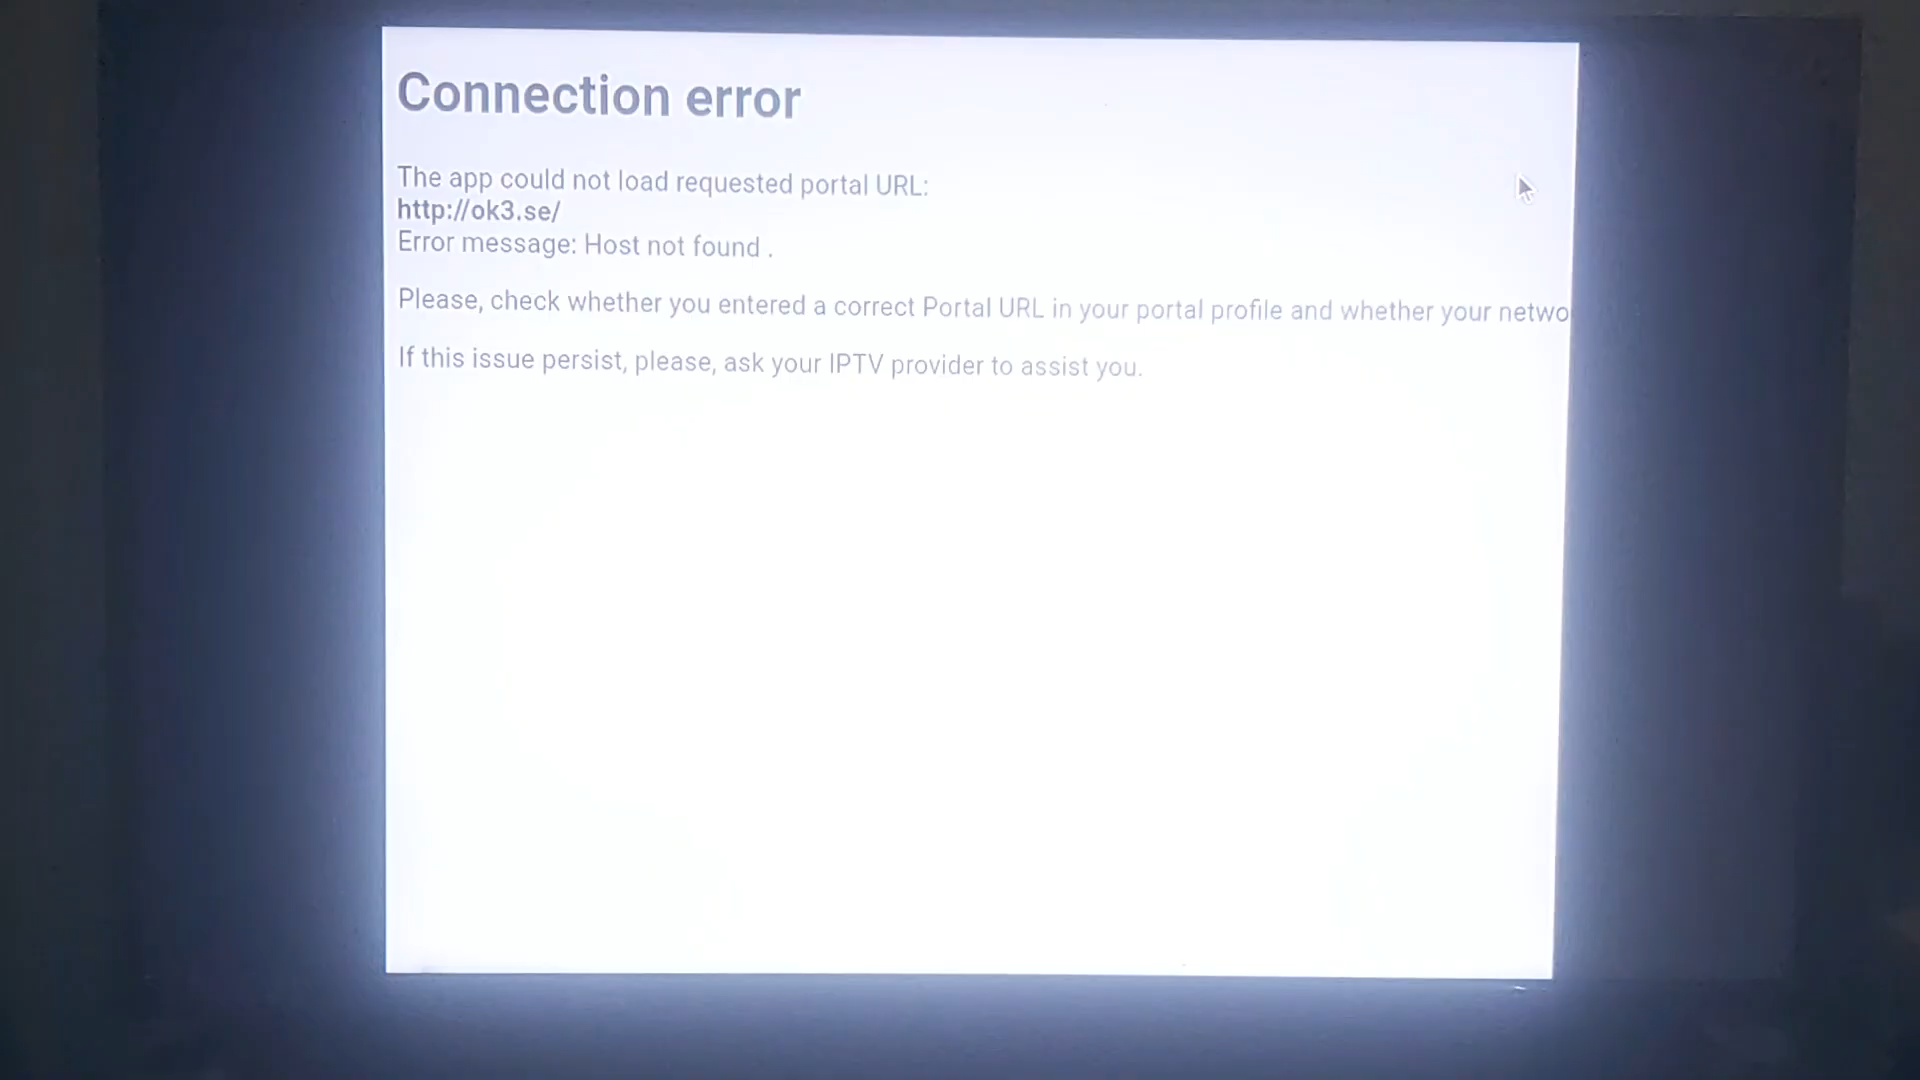 Connection error
The app could not load requested portal URL:
http://ok3.se/
Error message: Host not found .
Please, check whether you entered a correct Portal URL in your portal profile and whether your netwo
If this issue persist, please, ask your IPTV provider to assist you.